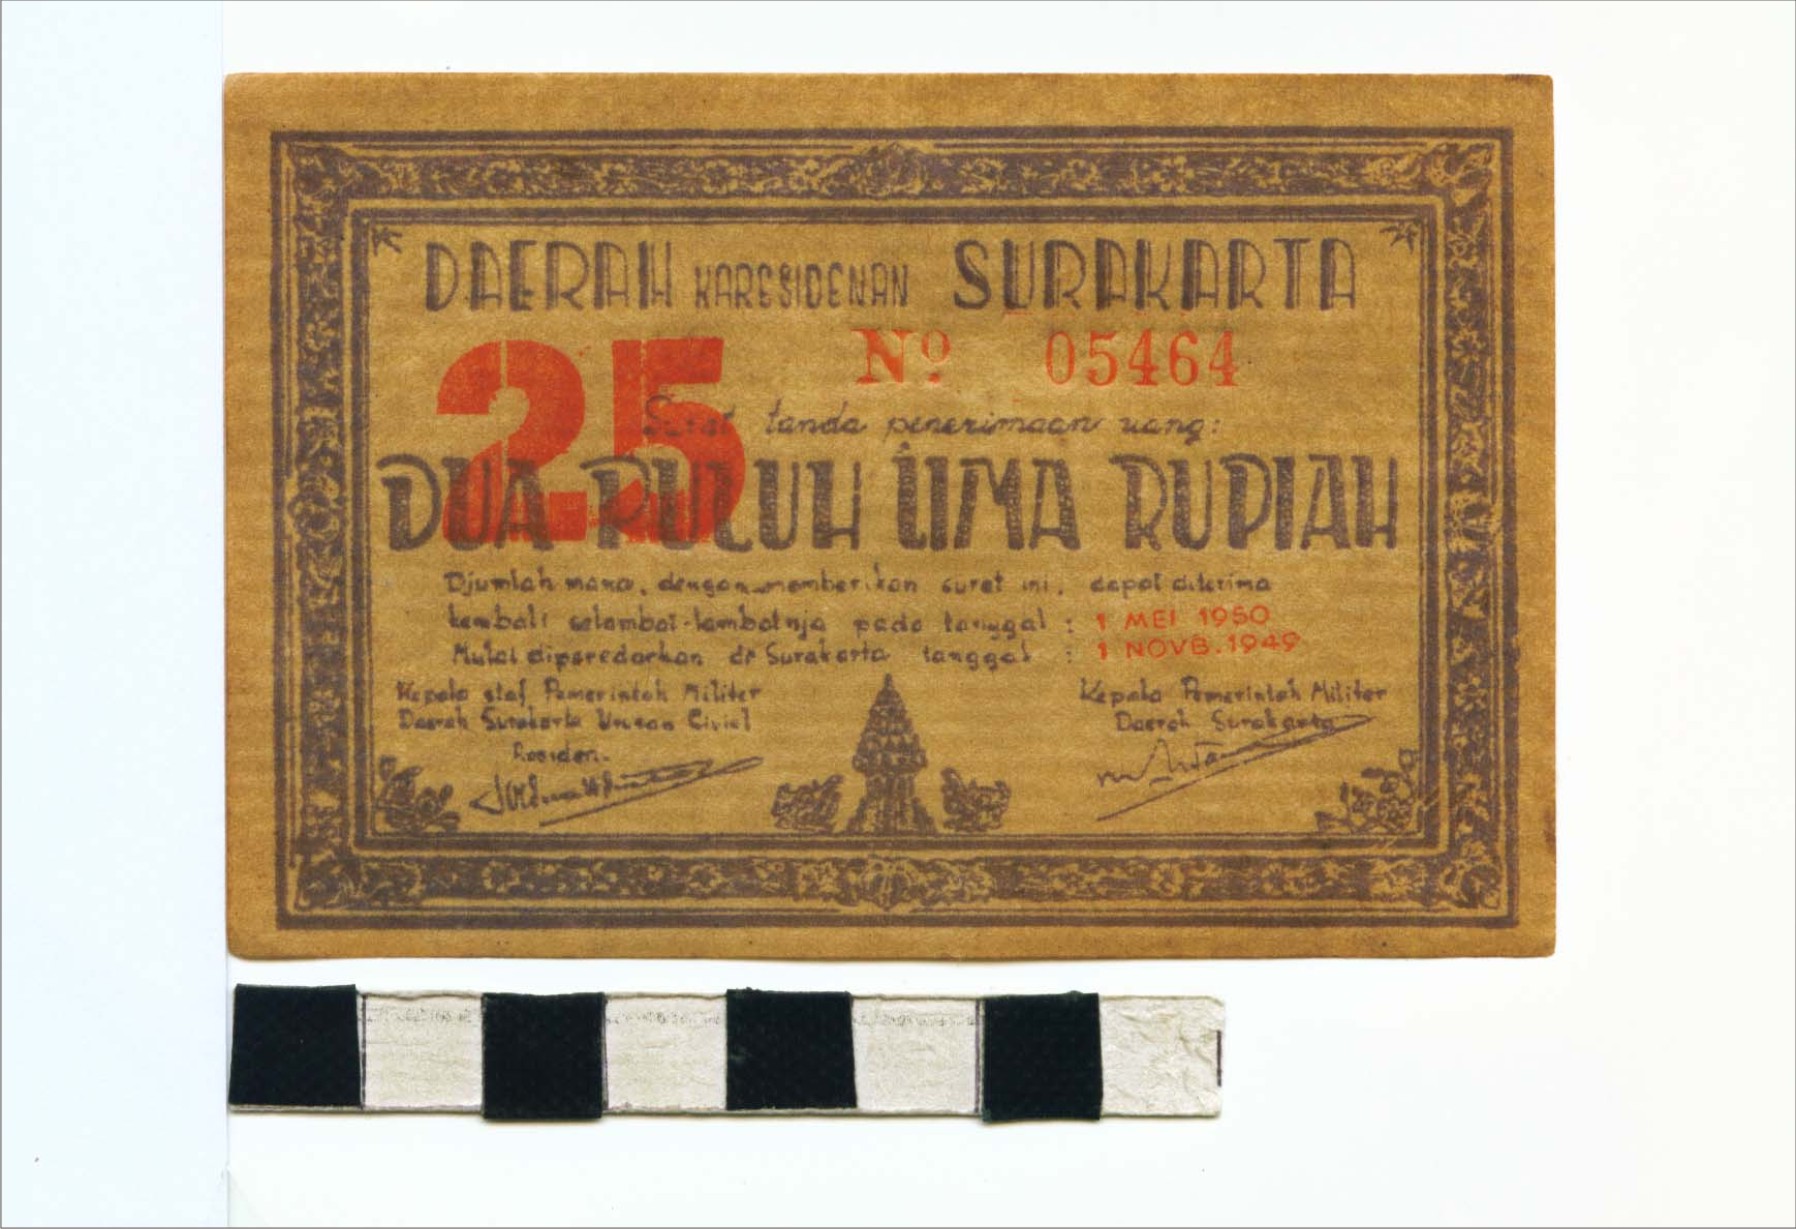 DAERAH KARESIDENAN SURAKARTA
25
No 05464
Surat tanda penerimaan uang:
DUA PULUH LIMA RUPIAH
Djumlah mana, dengan memberikan surat ini, dapat diterima
kembali selambat-lambatnja pada tanggal : 1 MEI 1950
Mulai diperedarkan di Surakarta tanggal : 1 NOVB. 1949
Kepala staf Pemerintah Militer
Daerah Surakarta Urusan Civiel
Residen.
Kepala Pemerintah Militer
Daerah Surakarta